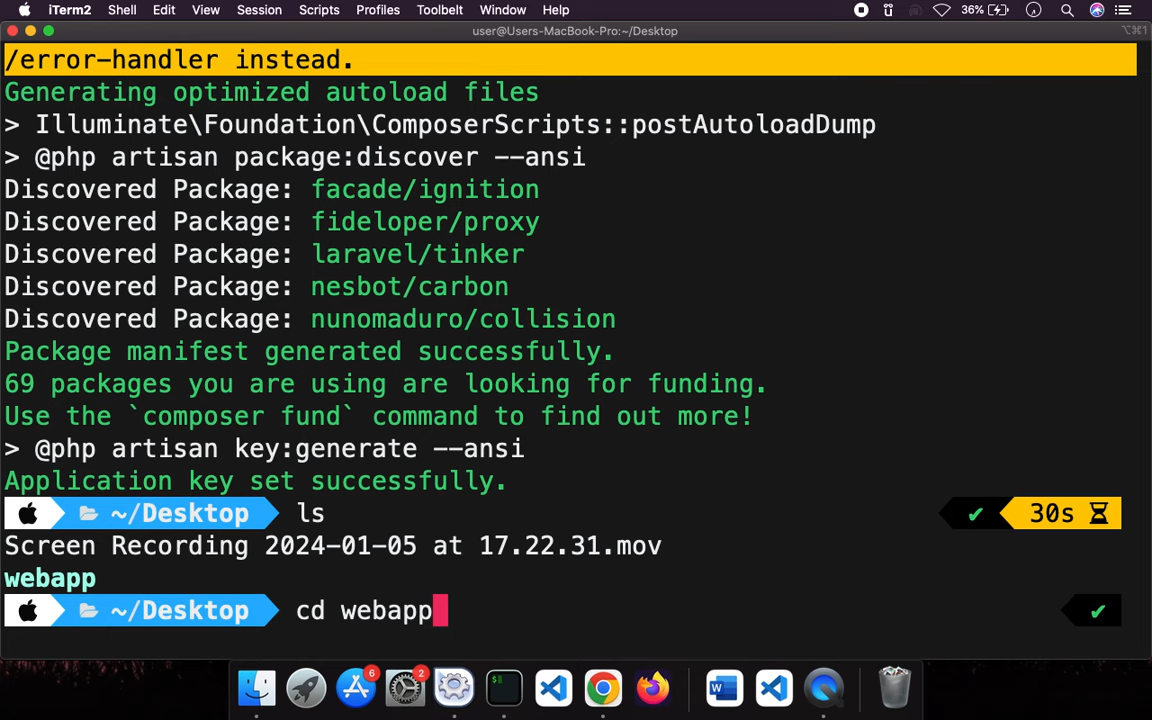 iTerm2 Shell Edit View Session Scripts Profiles Toolbelt Window Help 36%
user@Users-MacBook-Pro:~/Desktop ⌥⌘1
/error-handler instead.
Generating optimized autoload files
> Illuminate\Foundation\ComposerScripts::postAutoloadDump
> @php artisan package:discover --ansi
Discovered Package: facade/ignition
Discovered Package: fideloper/proxy
Discovered Package: laravel/tinker
Discovered Package: nesbot/carbon
Discovered Package: nunomaduro/collision
Package manifest generated successfully.
69 packages you are using are looking for funding.
Use the `composer fund` command to find out more!
> @php artisan key:generate --ansi
Application key set successfully.
~/Desktop ls ✔ 30s
Screen Recording 2024-01-05 at 17.22.31.mov
webapp
~/Desktop cd webapp ✔
6 2